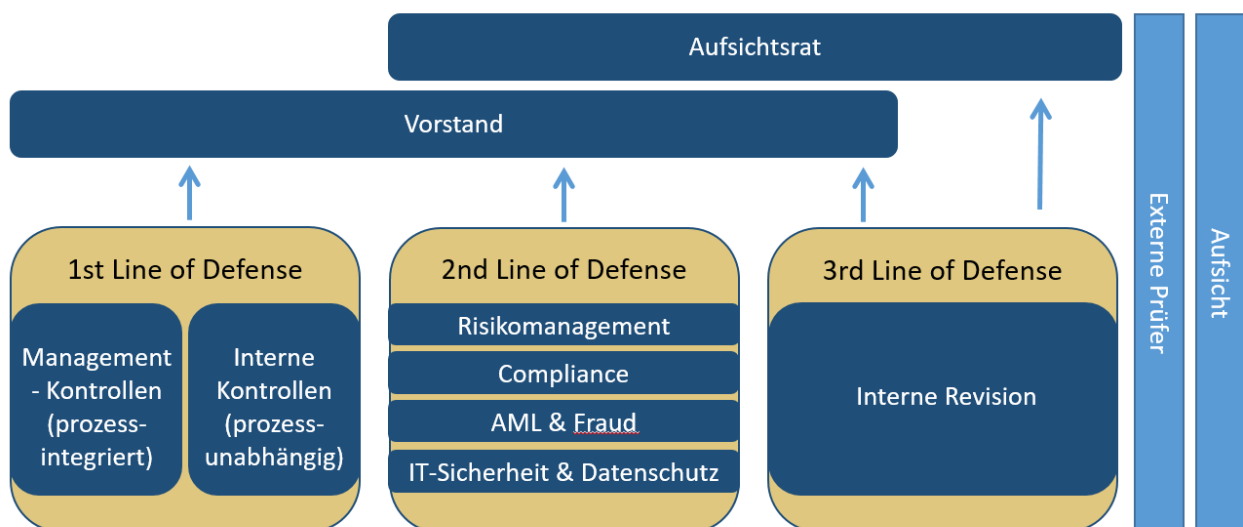 Aufsichtsrat
Vorstand
1st Line of Defense
Management
- Kontrollen
(prozess-
integriert)
Interne
Kontrollen
(prozess-
unabhängig)
2nd Line of Defense
Risikomanagement
Compliance
AML & Fraud
IT-Sicherheit & Datenschutz
3rd Line of Defense
Interne Revision
Externe Prüfer
Aufsicht